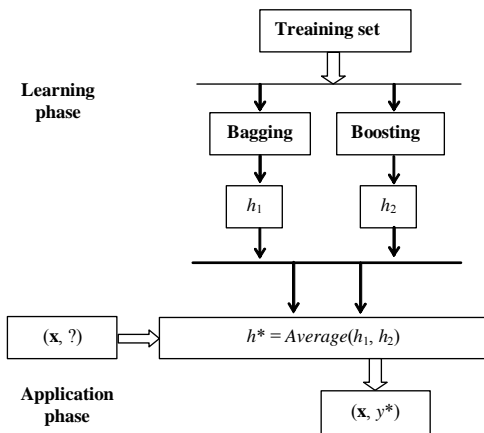 Treaining set
Learning
phase
Bagging
Boosting
h1
h2
(x, ?)
h* = Average(h1, h2)
Application
phase
(x, y*)